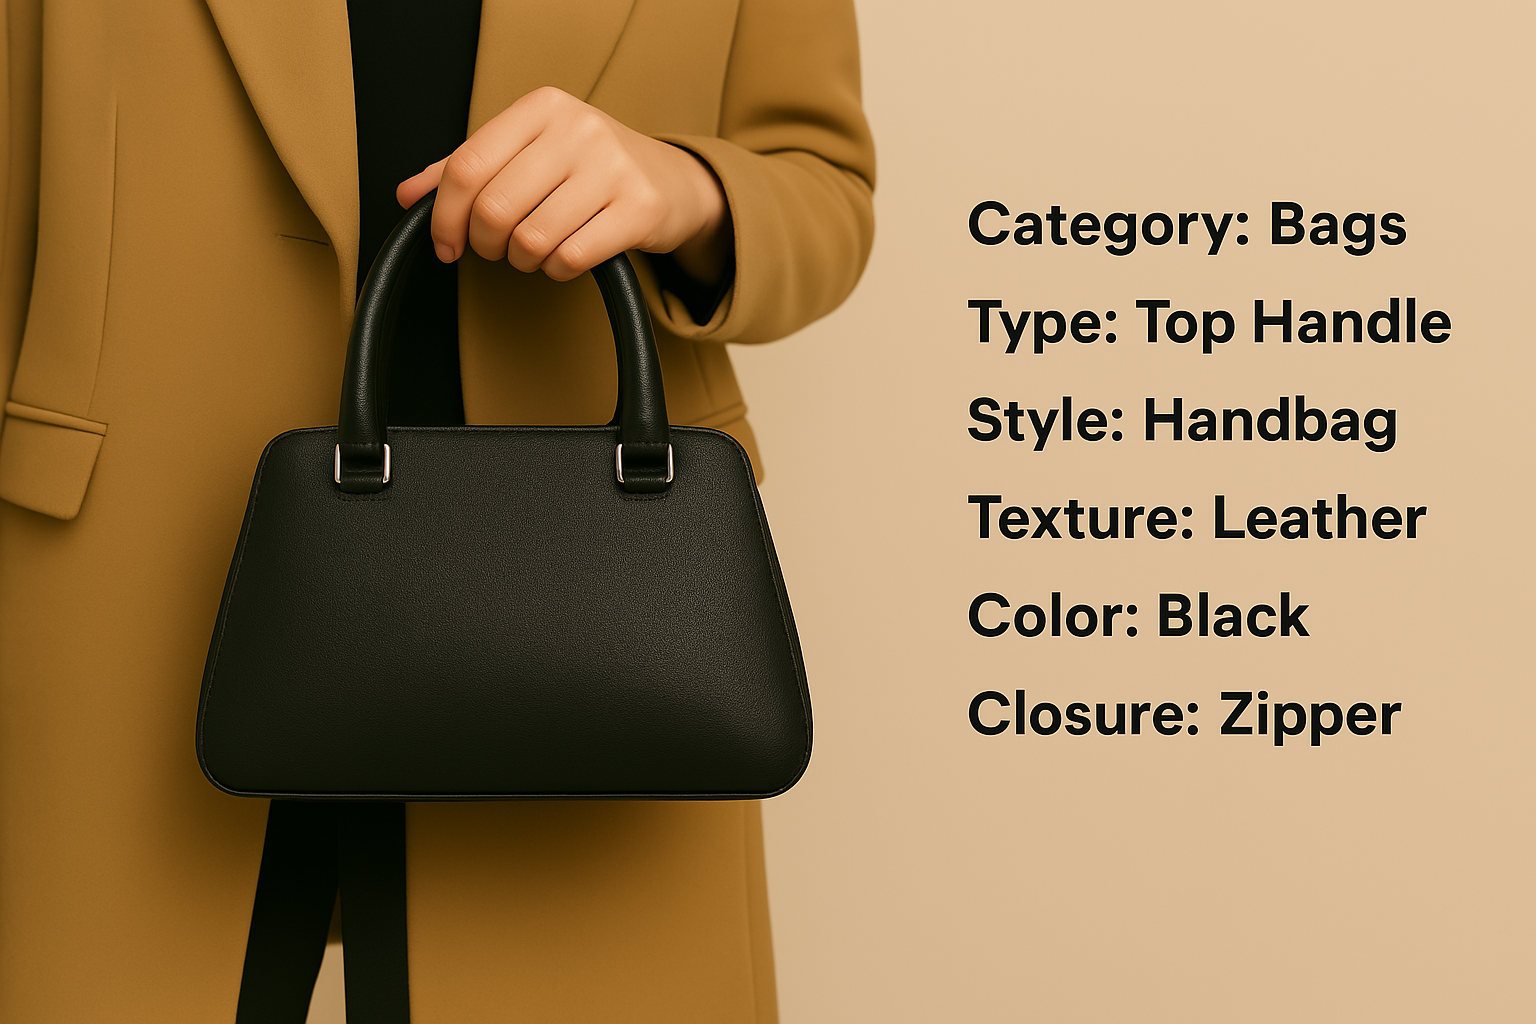 Category: Bags
Type: Top Handle
Style: Handbag
Texture: Leather
Color: Black
Closure: Zipper